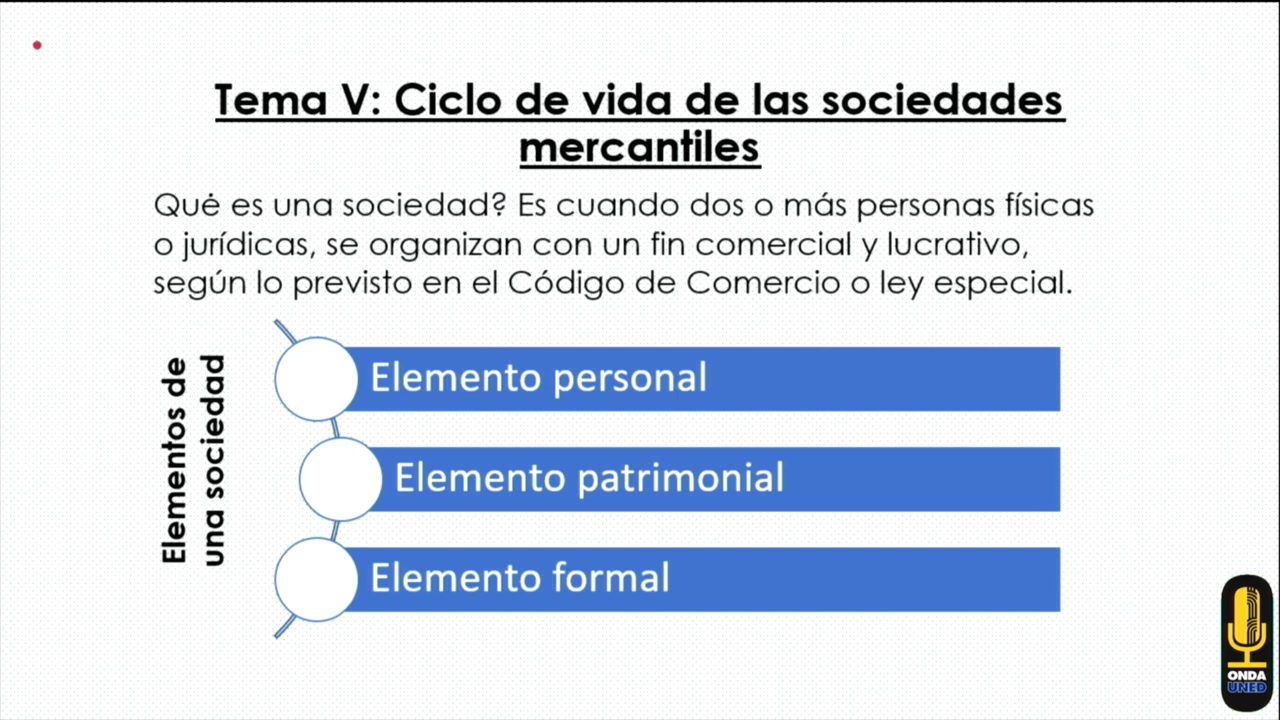 Tema V: Ciclo de vida de las sociedades
mercantiles
Qué es una sociedad? Es cuando dos o más personas físicas
o jurídicas, se organizan con un fin comercial y lucrativo,
según lo previsto en el Código de Comercio o ley especial.
Elementos de
una sociedad
Elemento personal
Elemento patrimonial
Elemento formal
ONDA
UNED